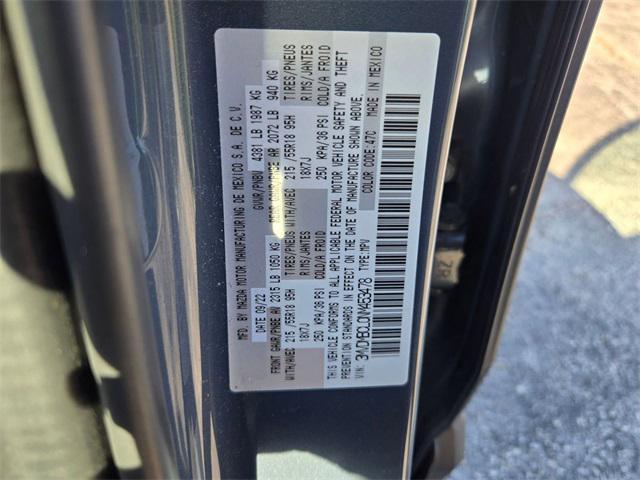 MFD. BY MAZDA MOTOR MANUFACTURING DE MEXICO S.A. DE C.V.
DATE 09/22 GVWR/PNBV 4381 LB 1987 KG
FRONT GAWR/PNBE AV 2315 LB 1050 KG REAR GAWR/PNBE AR 2072 LB 940 KG
WITH/AVEC 215 /55R18 95H TIRES/PNEUS WITH/AVEC 215 /55R18 95H TIRES/PNEUS
18X7J RIMS/JANTES 18X7J RIMS/JANTES
250 KPA/36 PSI COLD/A FROID 250 KPA/36 PSI COLD/A FROID
THIS VEHICLE CONFORMS TO ALL APPLICABLE FEDERAL MOTOR VEHICLE SAFETY AND THEFT
PREVENTION STANDARDS IN EFFECT ON THE DATE OF MANUFACTURE SHOWN ABOVE.
TYPE:MPV COLOR CODE:47C MADE IN MEXICO
ZR